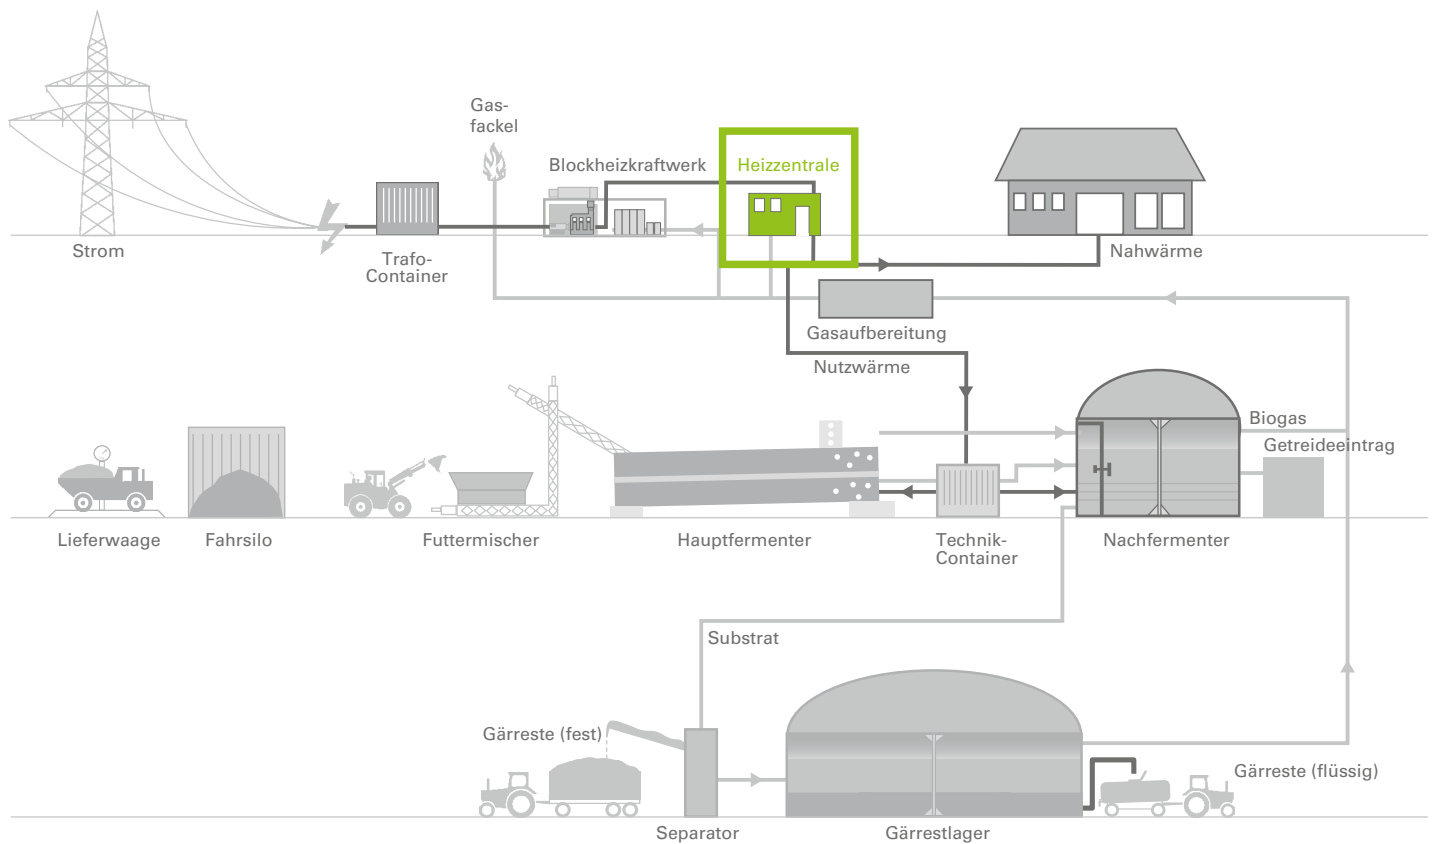 Gas-
fackel
Blockheizkraftwerk
Heizzentrale
Strom
Trafo-
Container
Nahwärme
Gasaufbereitung
Nutzwärme
Biogas
Getreideeintrag
Lieferwaage
Fahrsilo
Futtermischer
Hauptfermenter
Technik-
Container
Nachfermenter
Substrat
Gärreste (fest)
Gärreste (flüssig)
Separator
Gärrestlager